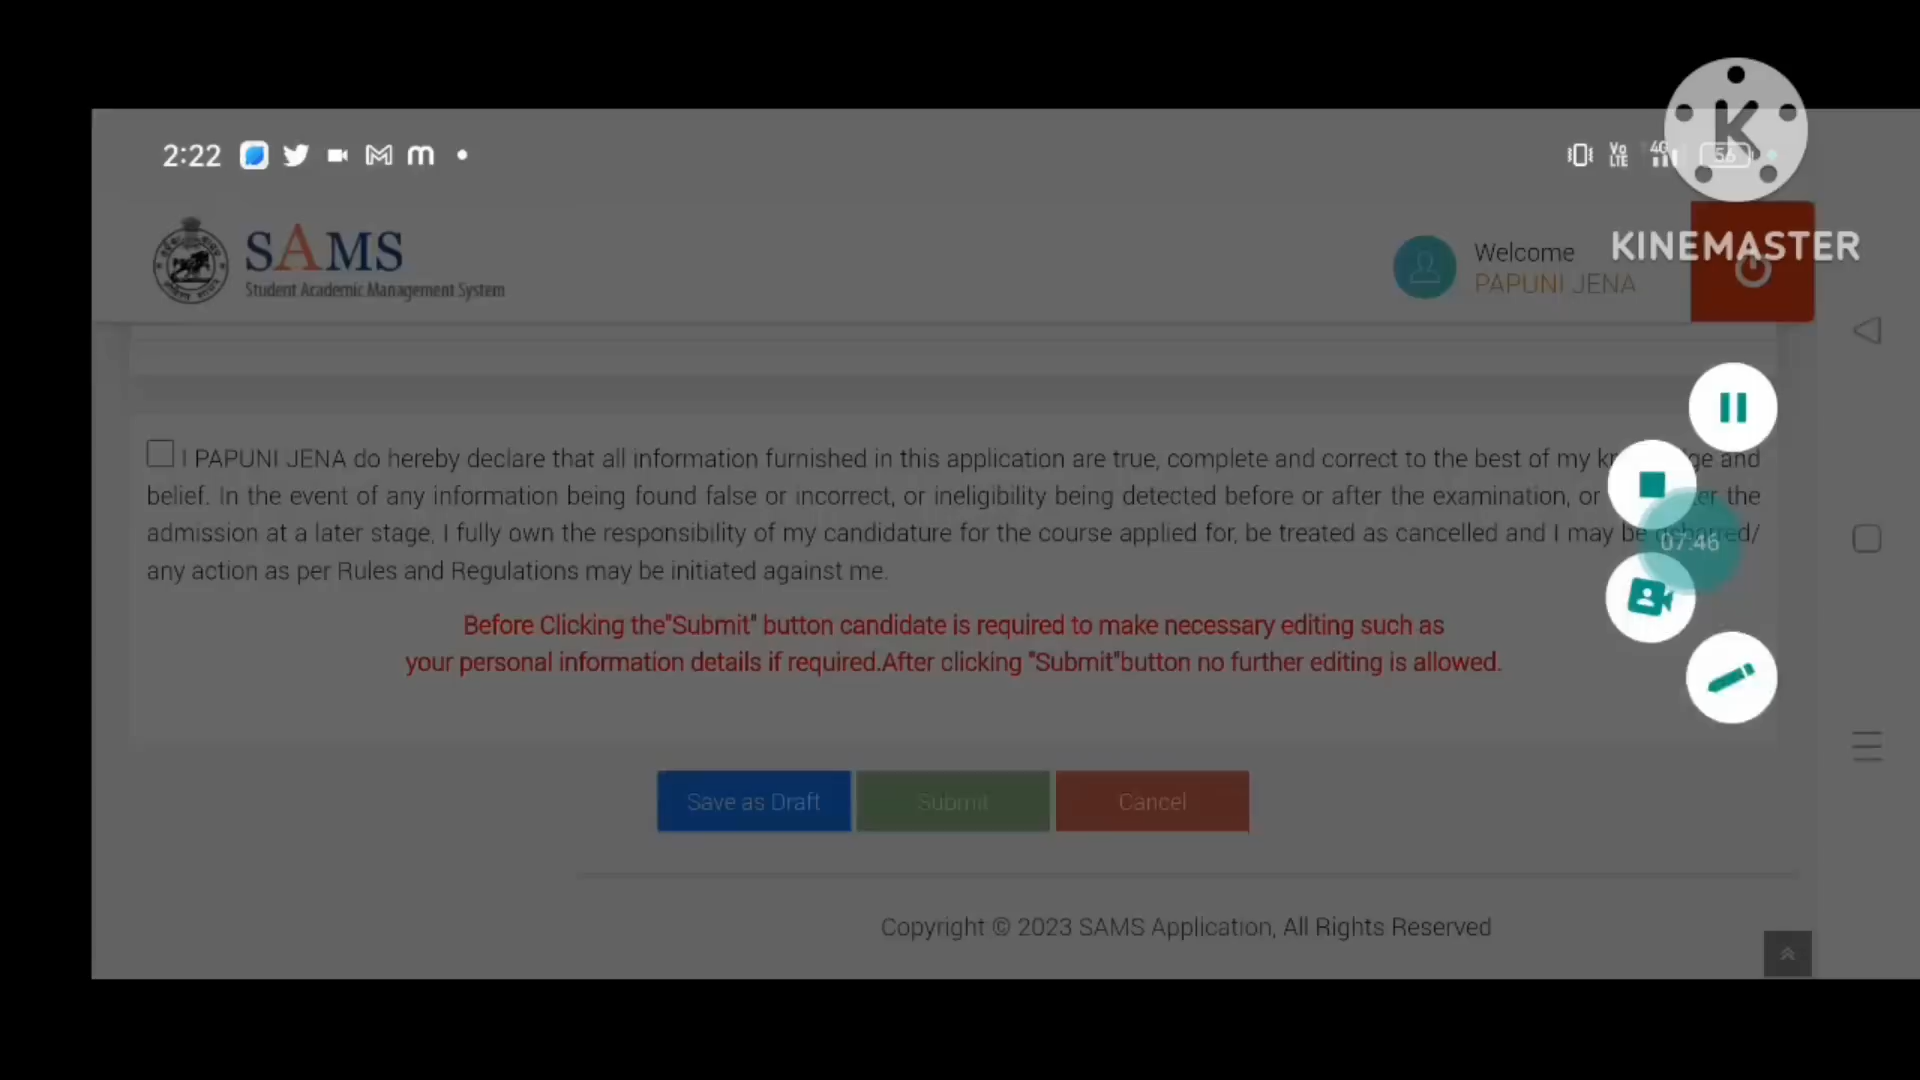 2:22
Vo LTE 4G 56
KINEMASTER
SAMS
Student Academic Management System
Welcome
PAPUNI JENA
I PAPUNI JENA do hereby declare that all information furnished in this application are true, complete and correct to the best of my and
belief. In the event of any information being found false or incorrect, or ineligibility being detected before or after the examination, or the
admission at a later stage, I fully own the responsibility of my candidature for the course applied for, be treated as cancelled and I may be debarred/
any action as per Rules and Regulations may be initiated against me.
07:46
Before Clicking the"Submit" button candidate is required to make necessary editing such as
your personal information details if required.After clicking "Submit"button no further editing is allowed.
Save as Draft Submit Cancel
Copyright © 2023 SAMS Application, All Rights Reserved